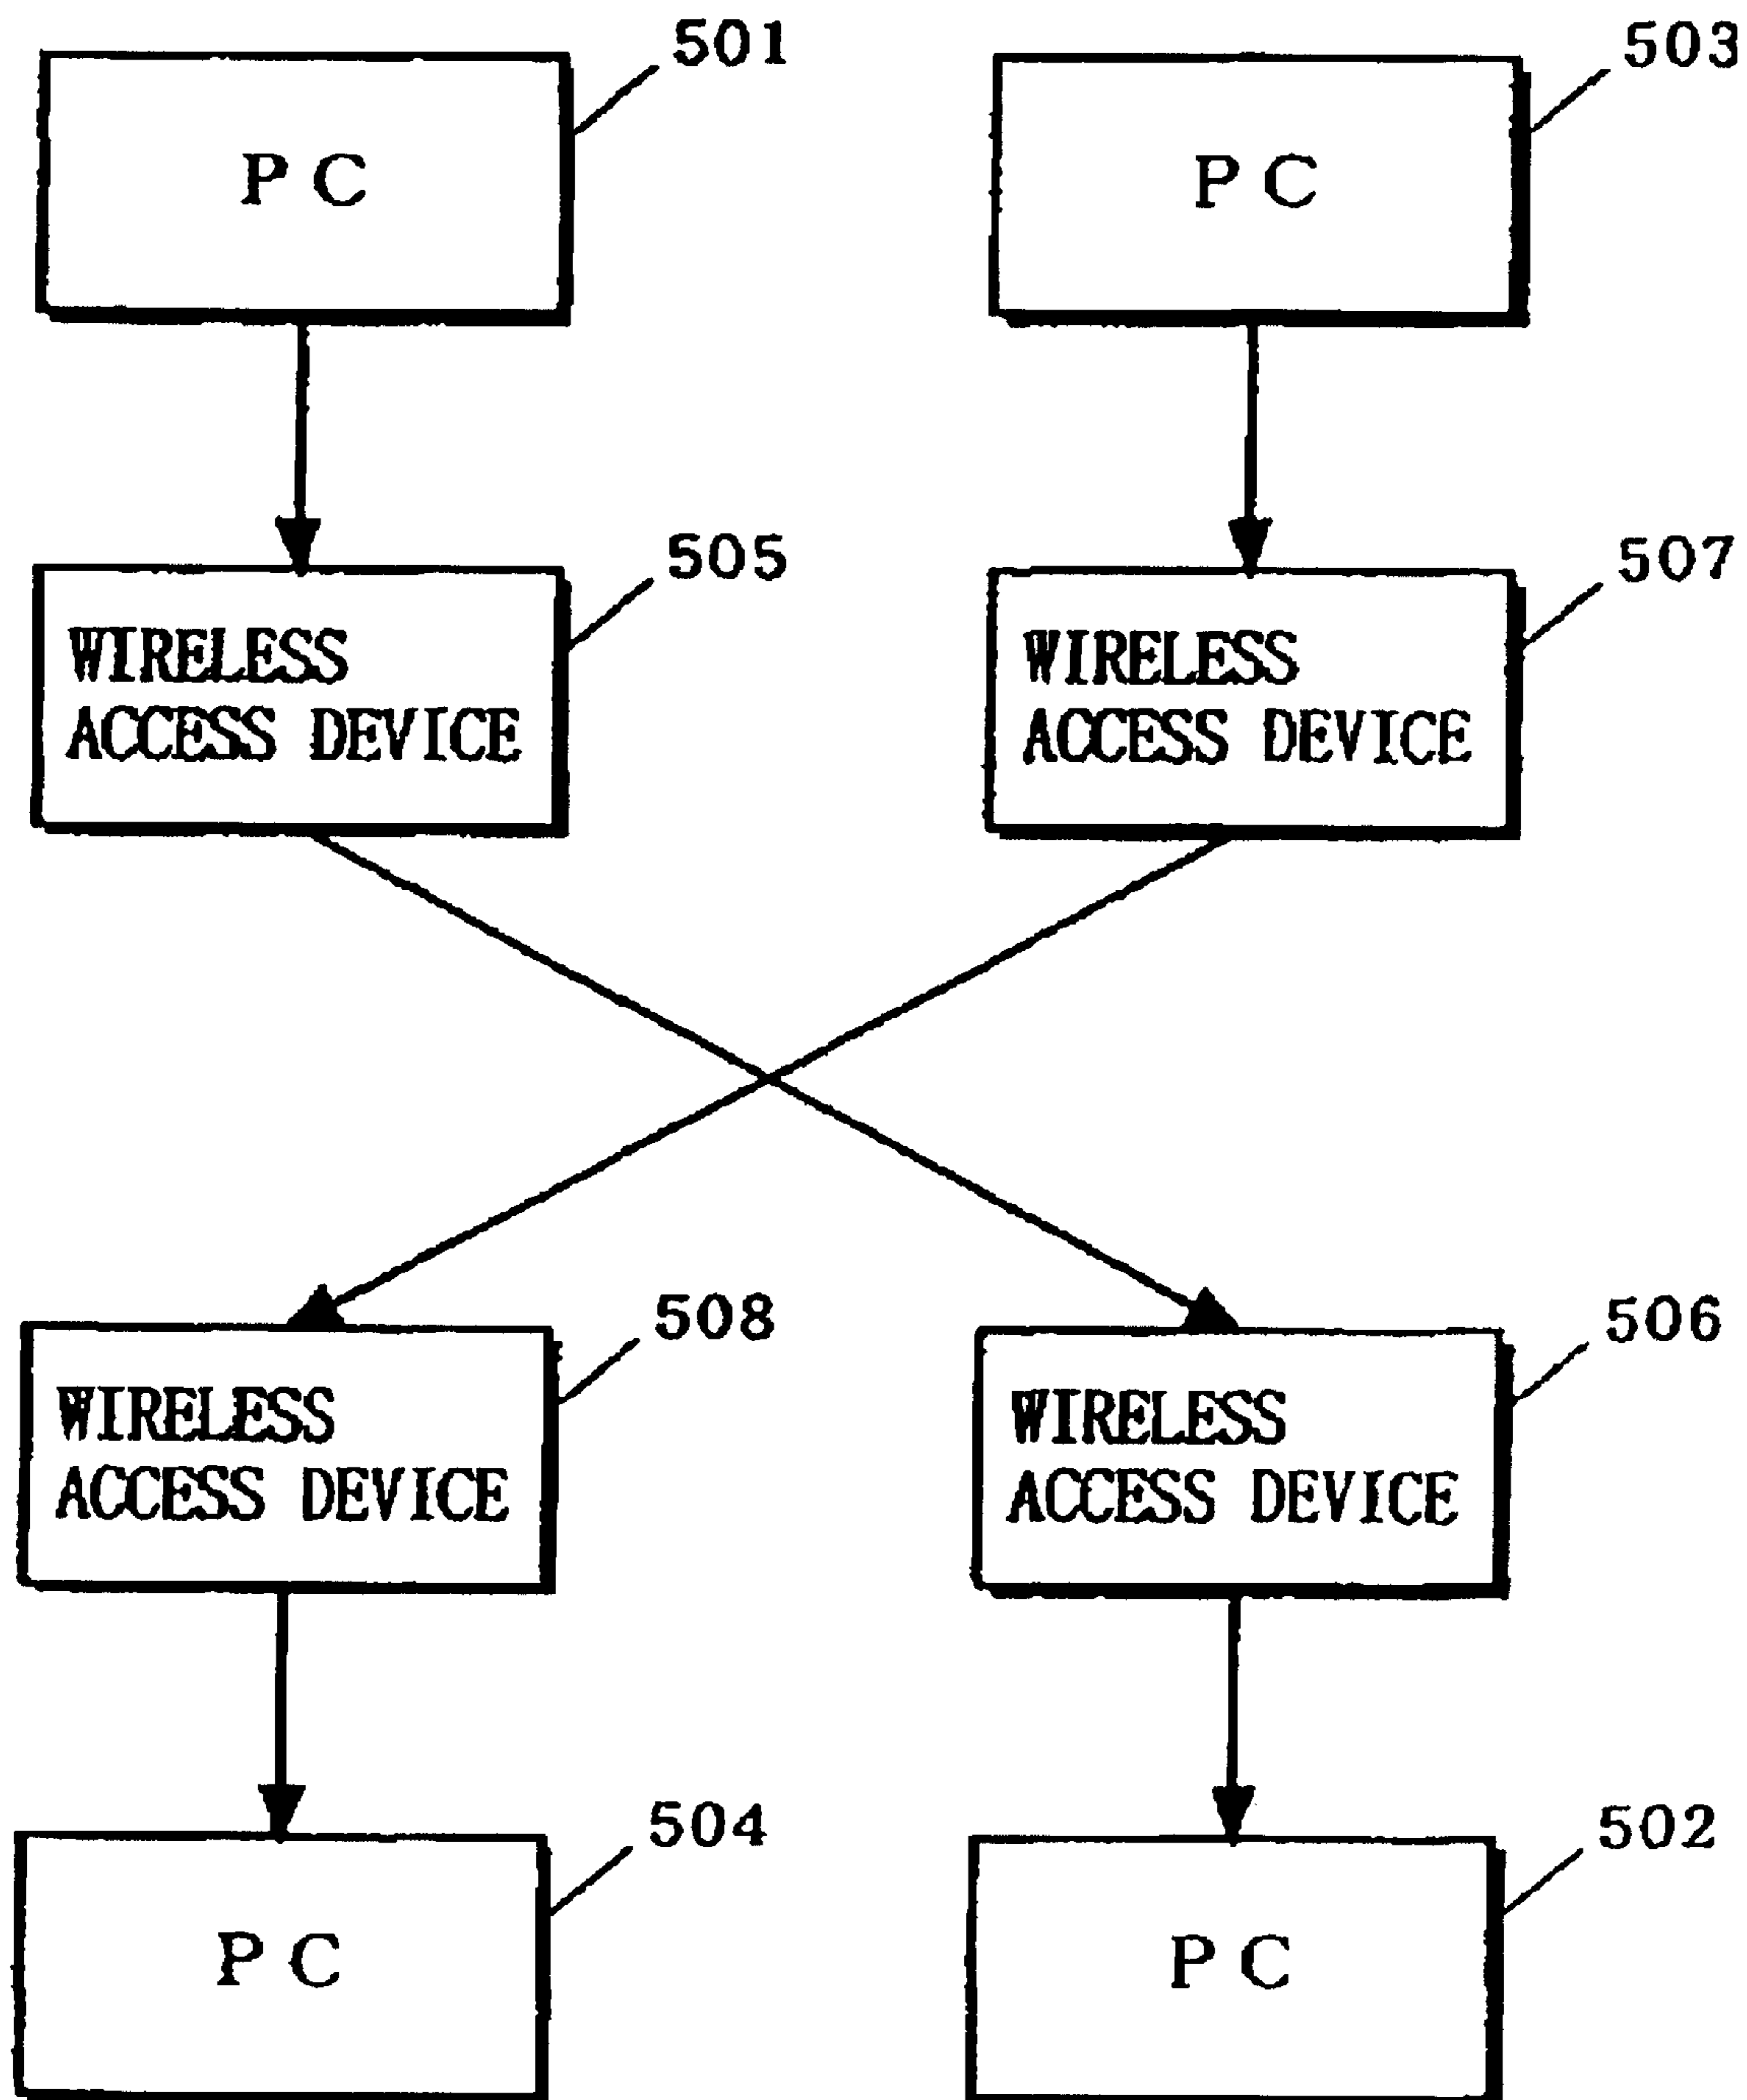 501
503
PC
PC
505
507
WIRELESS
ACCESS DEVICE
WIRELESS
ACCESS DEVICE
508
506
WIRELESS
ACCESS DEVICE
WIRELESS
ACCESS DEVICE
504
502
PC
PC